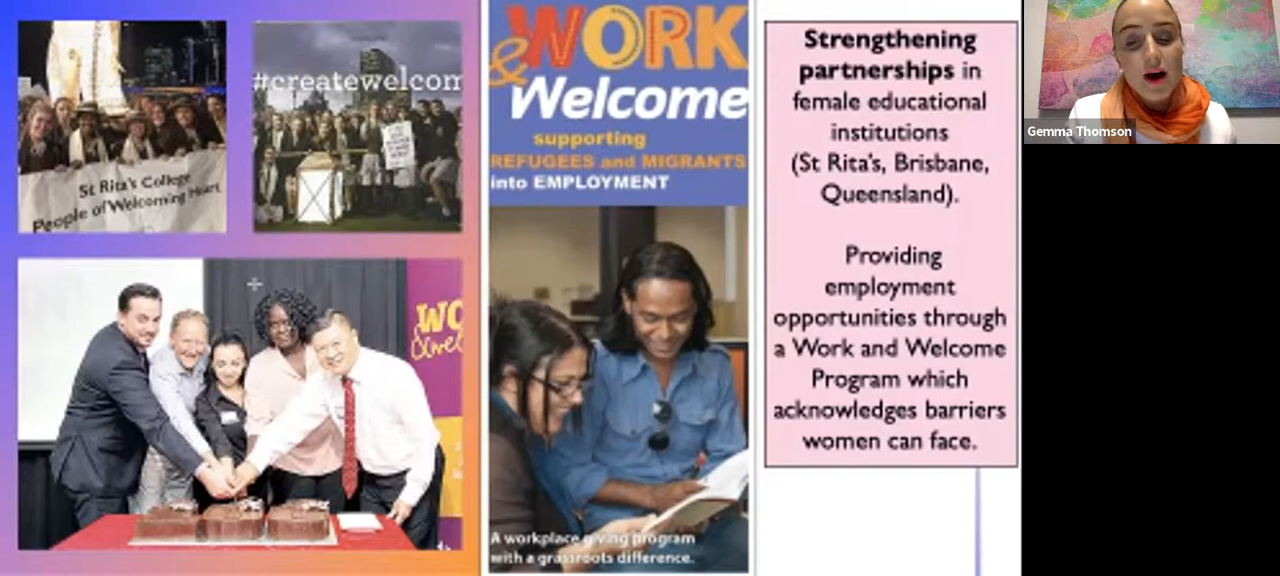 St Rita's College
People of Welcoming Heart
#createwelcom
WO
&Welc
WORK
& Welcome
supporting
REFUGEES and MIGRANTS
into EMPLOYMENT
A workplace giving program
with a grassroots difference.
Strengthening
partnerships in
female educational
institutions
(St Rita's, Brisbane,
Queensland).
Providing
employment
opportunities through
a Work and Welcome
Program which
acknowledges barriers
women can face.
Gemma Thomson